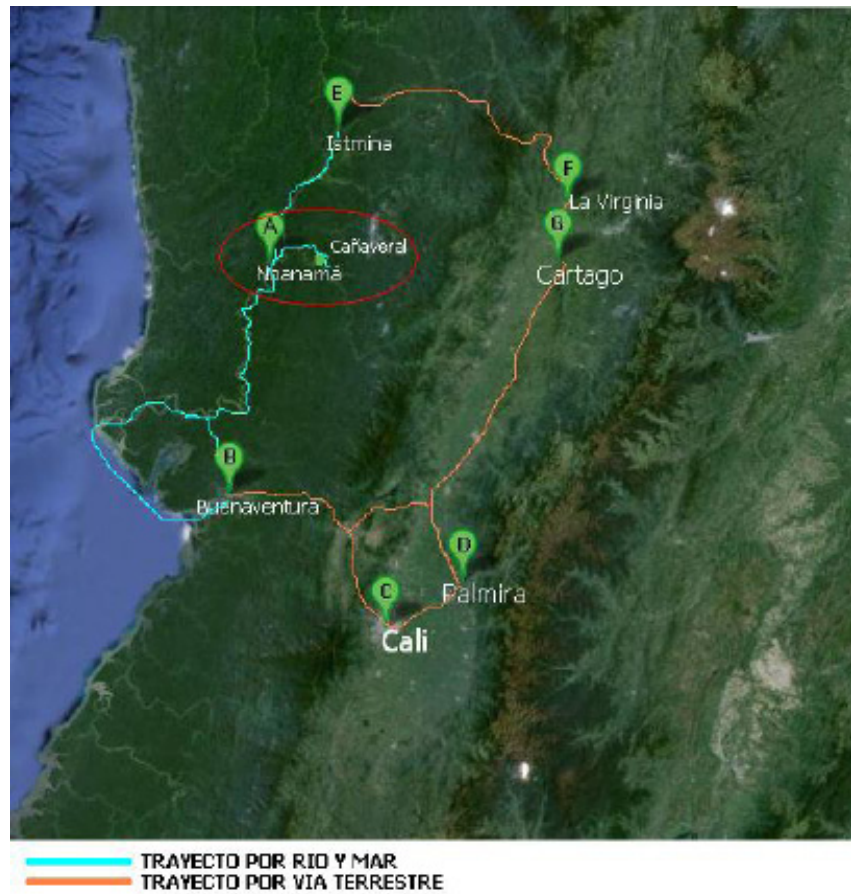 E
Istmina
F
La Virginia
A
Cañaveral
Noanamá
G
Cartago
B
Buenaventura
D
Palmira
C
Cali
TRAYECTO POR RIO Y MAR
TRAYECTO POR VIA TERRESTRE